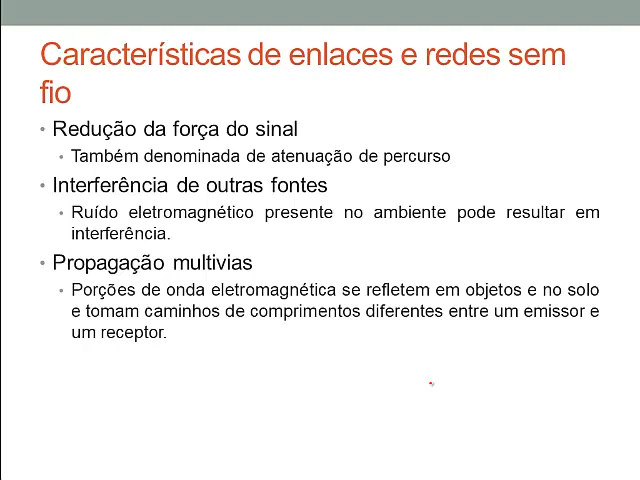 Características de enlaces e redes sem
fio
• Redução da força do sinal
• Também denominada de atenuação de percurso
• Interferência de outras fontes
• Ruído eletromagnético presente no ambiente pode resultar em
interferência.
• Propagação multivias
• Porções de onda eletromagnética se refletem em objetos e no solo
e tomam caminhos de comprimentos diferentes entre um emissor e
um receptor.